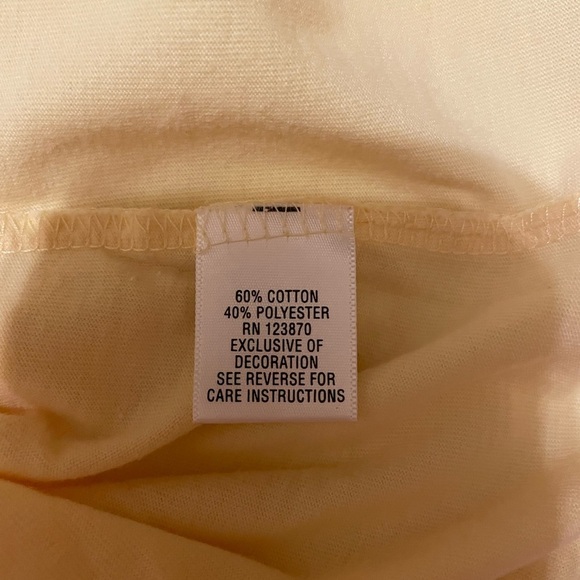 60% COTTON
40% POLYESTER
RN 123870
EXCLUSIVE OF
DECORATION
SEE REVERSE FOR
CARE INSTRUCTIONS